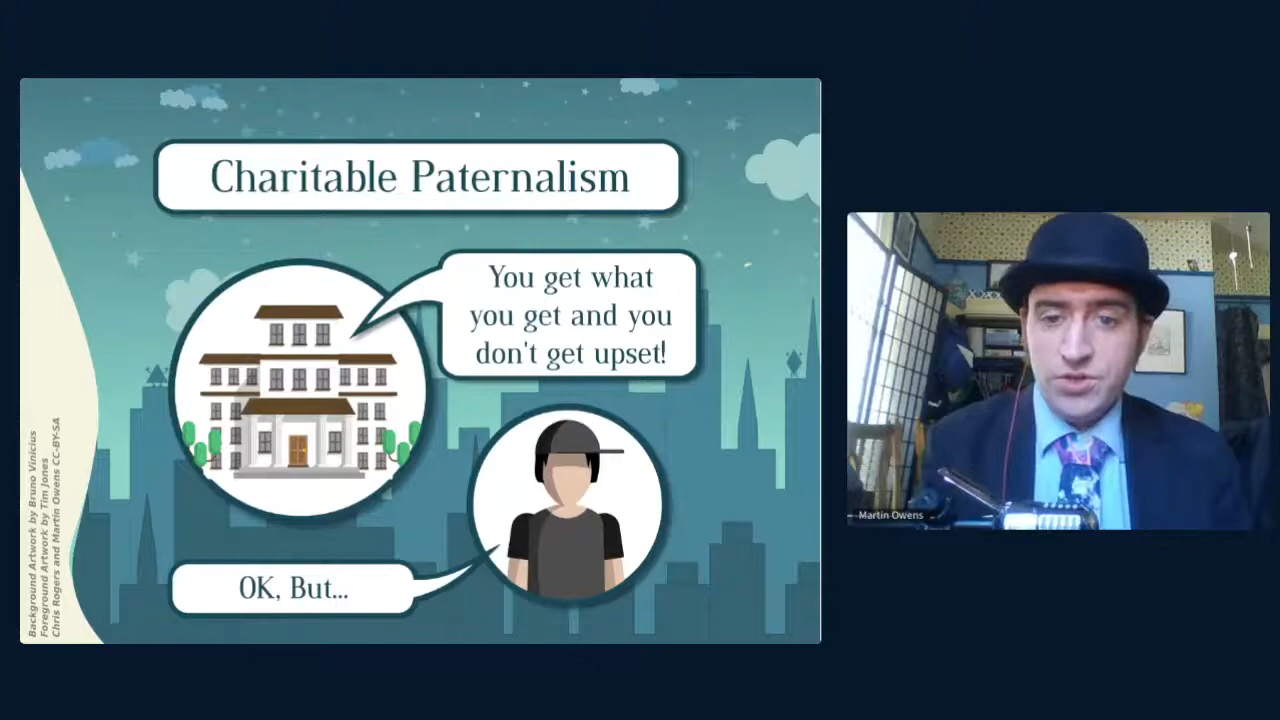 Charitable Paternalism
You get what
you get and you
don't get upset!
OK, But...
Background Artwork by Bruno Vinicius
Foreground Artwork by Tim Jones
Chris Rogers and Martin Owens CC-BY-SA
Martin Owens